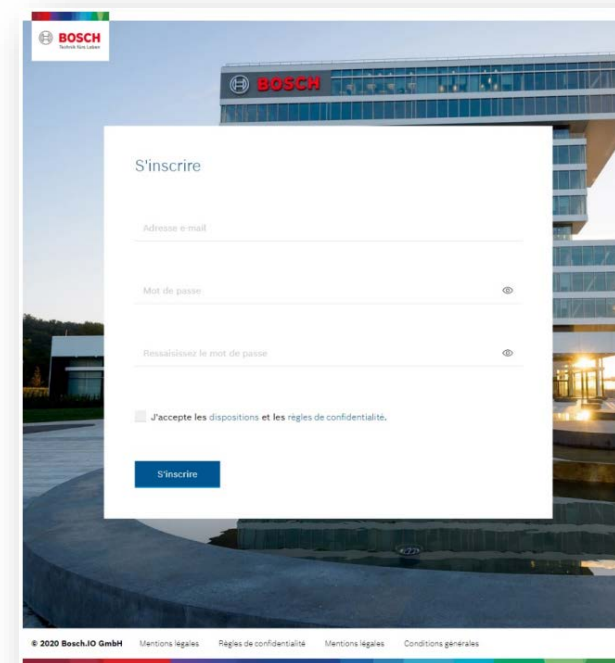 BOSCH
Technik fürs Leben
BOSCH
S'inscrire
Adresse e-mail
Mot de passe
Ressaisissez le mot de passe
J'accepte les dispositions et les règles de confidentialité.
S'inscrire
© 2020 Bosch.IO GmbH Mentions légales Règles de confidentialité Mentions légales Conditions générales